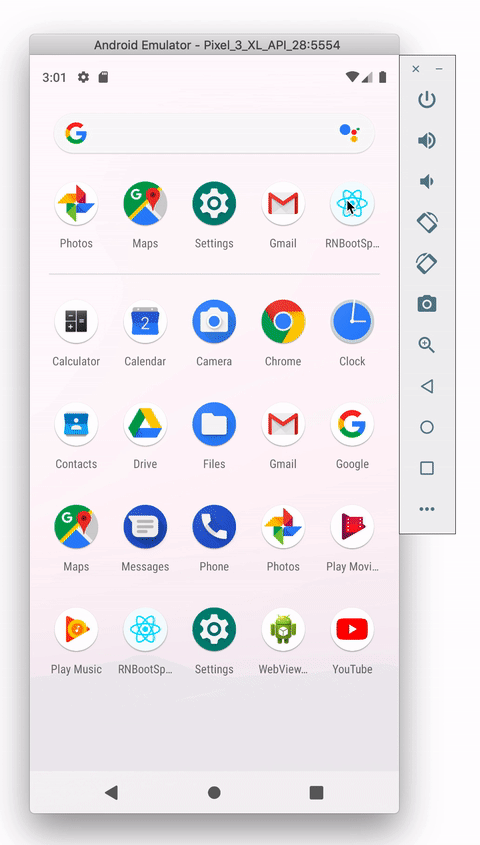 Android Emulator - Pixel_3_XL_API_28:5554
3:01
Photos Maps Settings Gmail RNBootSp...
Calculator Calendar Camera Chrome Clock
2
Contacts Drive Files Gmail Google
Maps Messages Phone Photos Play Movi...
Play Music RNBootSp... Settings WebView... YouTube